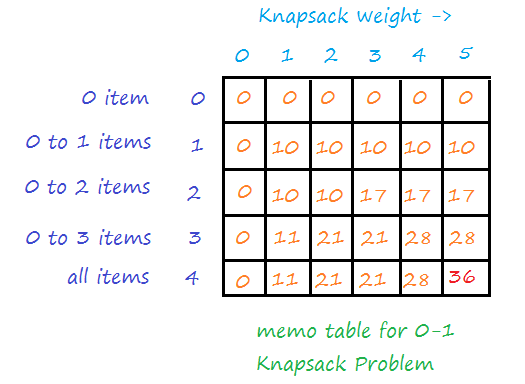 Knapsack Weight ->
0 1 2 3 4 5
0 item 0 0 0 0 0 0 0
0 to 1 items 1 0 10 10 10 10 10
0 to 2 items 2 0 10 10 17 17 17
0 to 3 items 3 0 11 21 21 28 28
all items 4 0 11 21 21 28 36
memo table for 0-1
Knapsack Problem